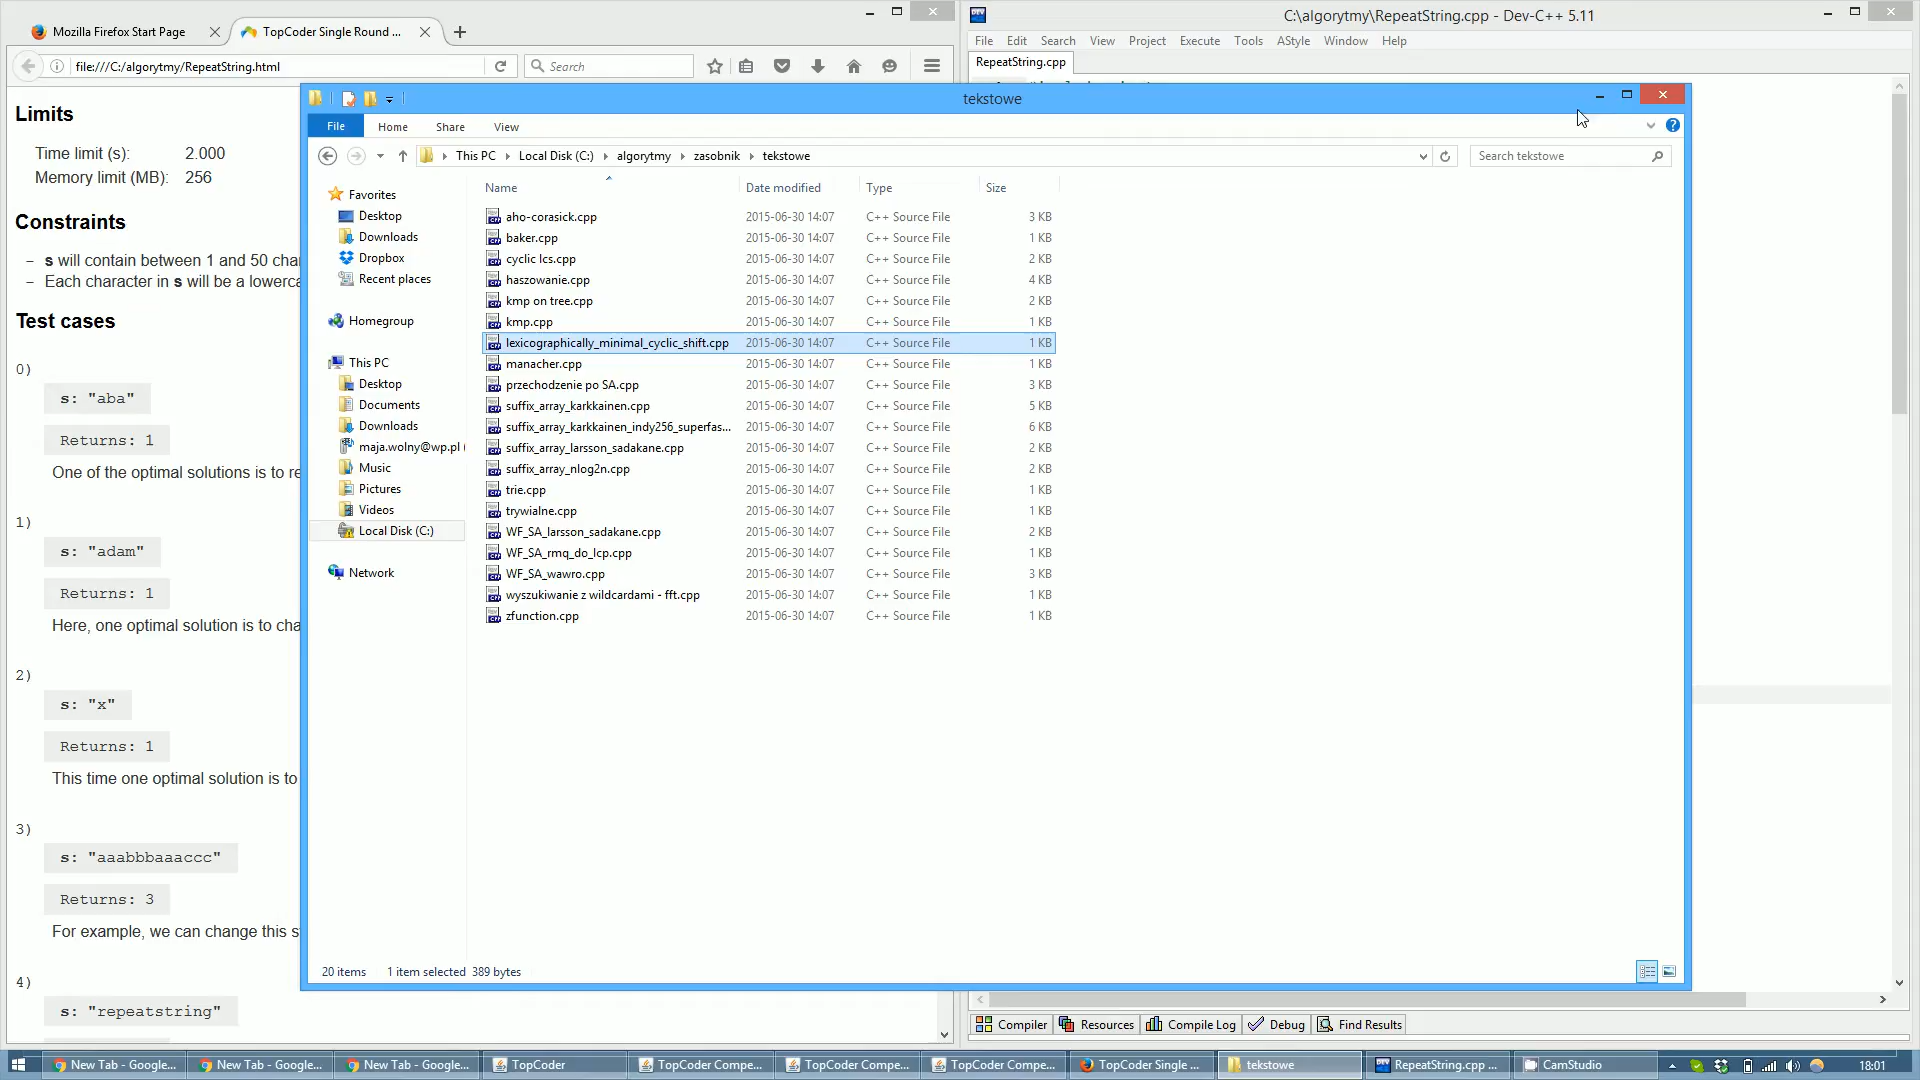 Mozilla Firefox Start Page
TopCoder Single Round ...
file:///C:/algorytmy/RepeatString.html
Search
Limits
Time limit (s): 2.000
Memory limit (MB): 256
Constraints
– s will contain between 1 and 50 cha
– Each character in s will be a lowerca
Test cases
0)
s: "aba"
Returns: 1
One of the optimal solutions is to re
1)
s: "adam"
Returns: 1
Here, one optimal solution is to cha
2)
s: "x"
Returns: 1
This time one optimal solution is to
3)
s: "aaabbbaaaccc"
Returns: 3
For example, we can change this s
4)
s: "repeatstring"
C:\algorytmy\RepeatString.cpp - Dev-C++ 5.11
File Edit Search View Project Execute Tools AStyle Window Help
RepeatString.cpp
tekstowe
File Home Share View
This PC Local Disk (C:) algorytmy zasobnik tekstowe
Search tekstowe
Favorites
Desktop
Downloads
Dropbox
Recent places
Homegroup
This PC
Desktop
Documents
Downloads
maja.wolny@wp.pl (
Music
Pictures
Videos
Local Disk (C:)
Network
Name Date modified Type Size
aho-corasick.cpp 2015-06-30 14:07 C++ Source File 3 KB
baker.cpp 2015-06-30 14:07 C++ Source File 1 KB
cyclic lcs.cpp 2015-06-30 14:07 C++ Source File 2 KB
haszowanie.cpp 2015-06-30 14:07 C++ Source File 4 KB
kmp on tree.cpp 2015-06-30 14:07 C++ Source File 2 KB
kmp.cpp 2015-06-30 14:07 C++ Source File 1 KB
lexicographically_minimal_cyclic_shift.cpp 2015-06-30 14:07 C++ Source File 1 KB
manacher.cpp 2015-06-30 14:07 C++ Source File 1 KB
przechodzenie po SA.cpp 2015-06-30 14:07 C++ Source File 3 KB
suffix_array_karkkainen.cpp 2015-06-30 14:07 C++ Source File 5 KB
suffix_array_karkkainen_indy256_superfas... 2015-06-30 14:07 C++ Source File 6 KB
suffix_array_larsson_sadakane.cpp 2015-06-30 14:07 C++ Source File 2 KB
suffix_array_nlog2n.cpp 2015-06-30 14:07 C++ Source File 2 KB
trie.cpp 2015-06-30 14:07 C++ Source File 1 KB
trywialne.cpp 2015-06-30 14:07 C++ Source File 1 KB
WF_SA_larsson_sadakane.cpp 2015-06-30 14:07 C++ Source File 2 KB
WF_SA_rmq_do_lcp.cpp 2015-06-30 14:07 C++ Source File 1 KB
WF_SA_wawro.cpp 2015-06-30 14:07 C++ Source File 3 KB
wyszukiwanie z wildcardami - fft.cpp 2015-06-30 14:07 C++ Source File 1 KB
zfunction.cpp 2015-06-30 14:07 C++ Source File 1 KB
20 items 1 item selected 389 bytes
Compiler Resources Compile Log Debug Find Results
New Tab - Google... New Tab - Google... New Tab - Google... TopCoder TopCoder Compe... TopCoder Compe... TopCoder Compe... TopCoder Single ... tekstowe RepeatString.cpp ... CamStudio 18:01